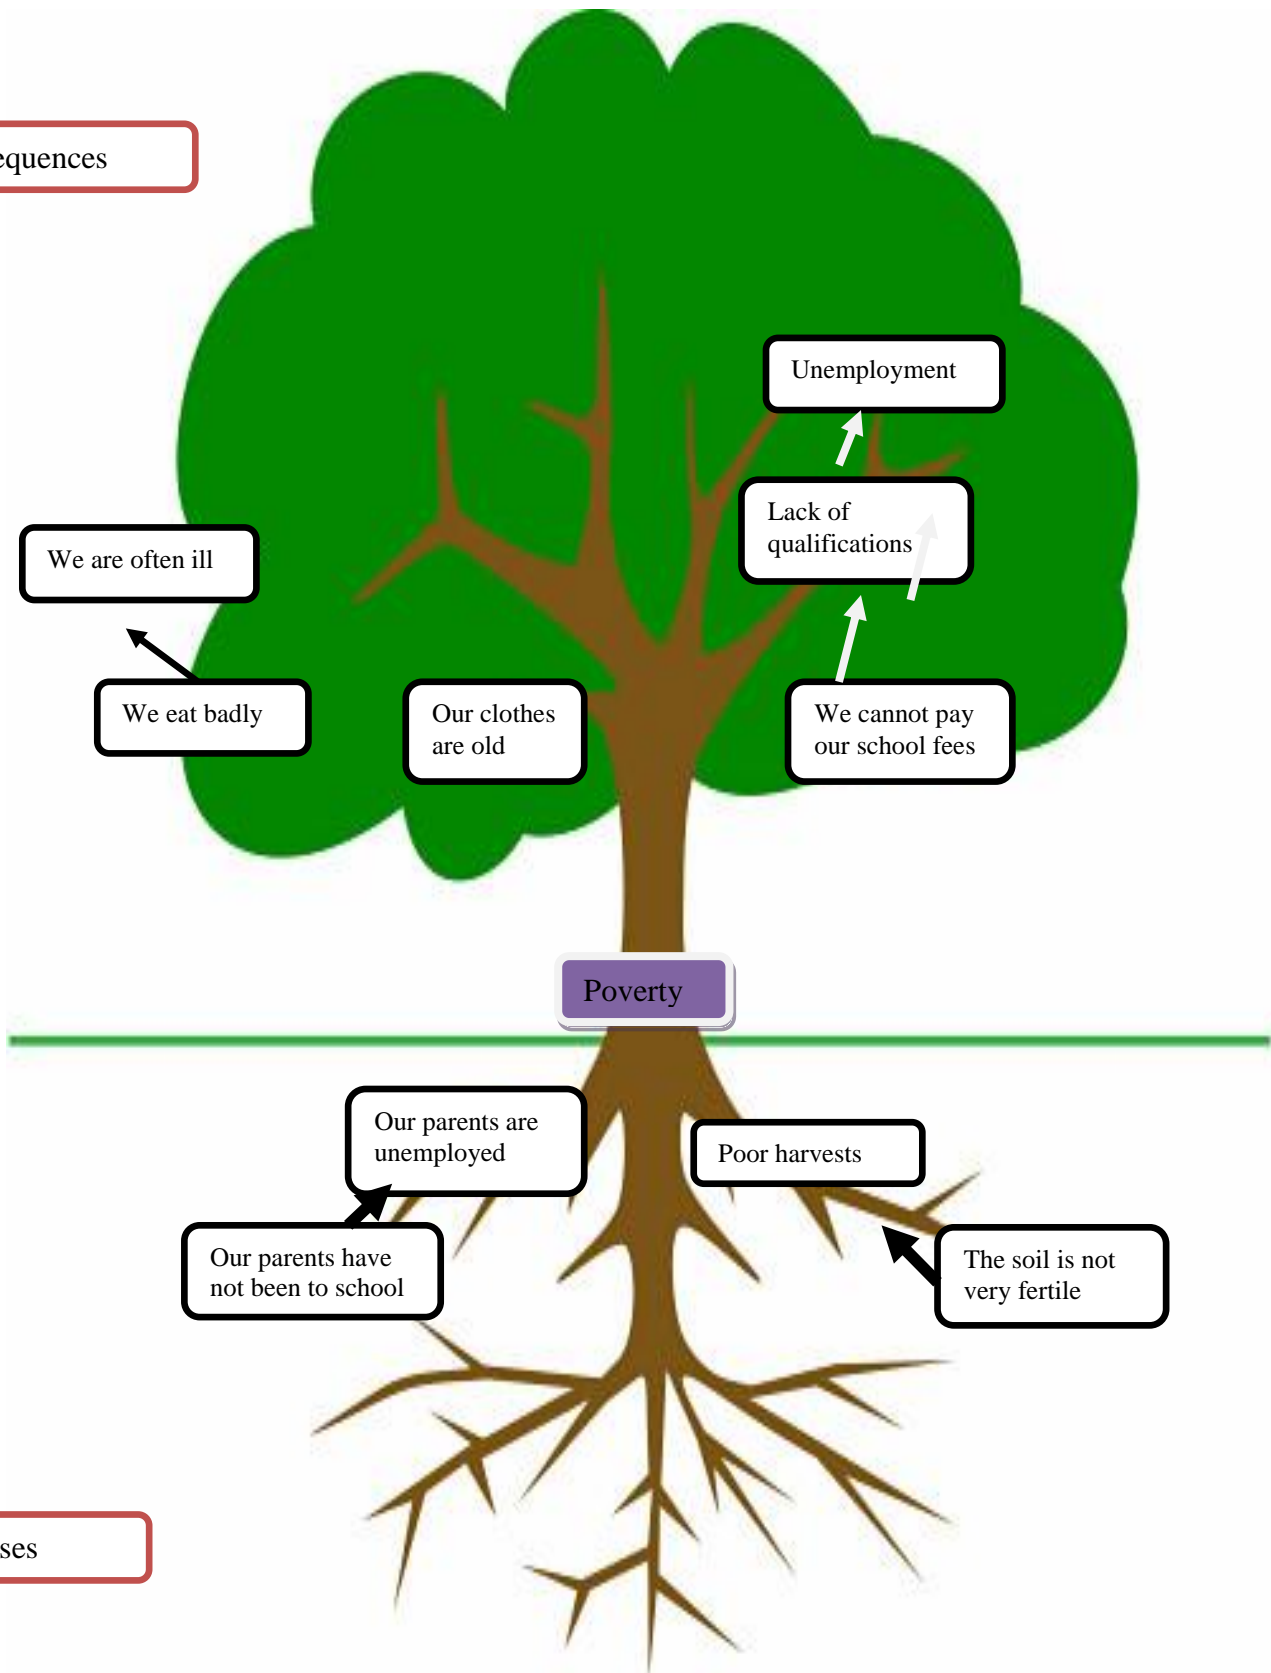 equences
Unemployment
Lack of
qualifications
We are often ill
We eat badly
Our clothes
are old
We cannot pay
our school fees
Poverty
Our parents are
unemployed
Poor harvests
Our parents have
not been to school
The soil is not
very fertile
ses